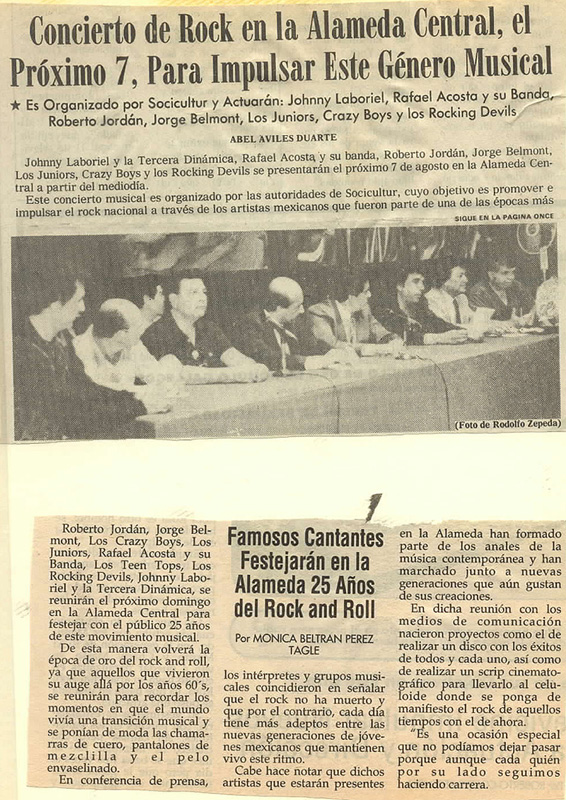 Concierto de Rock en la Alameda Central, el
Próximo 7, Para Impulsar Este Género Musical
★ Es Organizado por Socicultur y Actuarán: Johnny Laboriel, Rafael Acosta y su Banda,
Roberto Jordán, Jorge Belmont, Los Juniors, Crazy Boys y los Rocking Devils
ABEL AVILES DUARTE
Johnny Laboriel y la Tercera Dinámica, Rafael Acosta y su banda, Roberto Jordán, Jorge Belmont,
Los Juniors, Crazy Boys y los Rocking Devils se presentarán el próximo 7 de agosto en la Alameda Cen-
tral a partir del mediodía.
Este concierto musical es organizado por las autoridades de Socicultur, cuyo objetivo es promover e
impulsar el rock nacional a través de los artistas mexicanos que fueron parte de una de las épocas más
SIGUE EN LA PAGINA ONCE
(Foto de Rodolfo Zepeda)
Roberto Jordán, Jorge Bel-
mont, Los Crazy Boys, Los
Juniors, Rafael Acosta y su
Banda, Los Teen Tops, Los
Rocking Devils, Johnny Labo-
riel y la Tercera Dinámica, se
reunirán el próximo domingo
en la Alameda Central para
festejar con el público 25 años
de este movimiento musical.
De esta manera volverá la
época de oro del rock and roll,
ya que aquellos que vivieron
su auge allá por los años 60's,
se reunirán para recordar los
momentos en que el mundo
vivía una transición musical y
se ponían de moda las chama-
rras de cuero, pantalones de
mezclilla y el pelo
envaselinado.
En conferencia de prensa,
Famosos Cantantes
Festejarán en la
Alameda 25 Años
del Rock and Roll
Por MONICA BELTRAN PEREZ
TAGLE
los intérpretes y grupos musi-
cales coincidieron en señalar
que el rock no ha muerto y
que por el contrario, cada día
tiene más adeptos entre las
nuevas generaciones de jóve-
nes mexicanos que mantienen
vivo este ritmo.
Cabe hacer notar que dichos
artistas que estarán presentes
en la Alameda han formado
parte de los anales de la
música contemporánea y han
marchado junto a nuevas
generaciones que aún gustan
de sus creaciones.
En dicha reunión con los
medios de comunicación
nacieron proyectos como el de
realizar un disco con los éxitos
de todos y cada uno, así como
de realizar un scrip cinemato-
gráfico para llevarlo al celu-
loide donde se ponga de
manifiesto el rock de aquellos
tiempos con el de ahora.
"Es una ocasión especial
que no podíamos dejar pasar
porque aunque cada quién
por su lado seguimos
haciendo carrera.